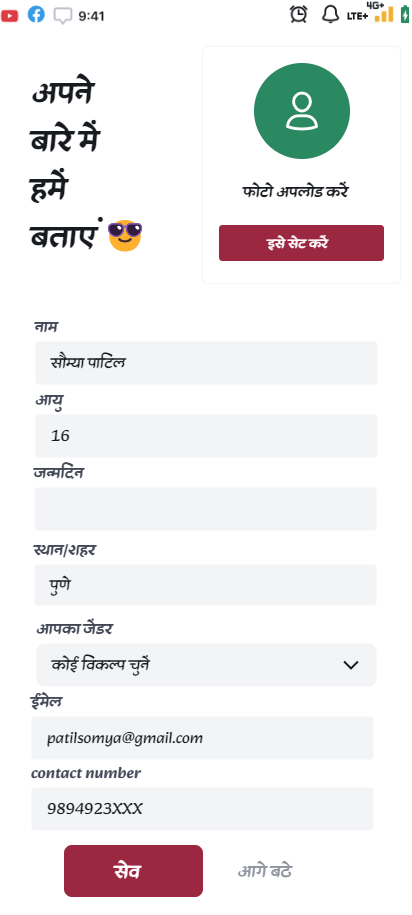 9:41
LTE+ 4G+
अपने
बारे में
हमें
बताएं
फोटो अपलोड करें
इसे सेट करें
नाम
सौम्या पाटिल
आयु
16
जन्मदिन
स्थान/शहर
पुणे
आपका जेंडर
कोई विकल्प चुनें
ईमेल
patilsomya@gmail.com
contact number
9894923XXX
सेव
आगे बढे